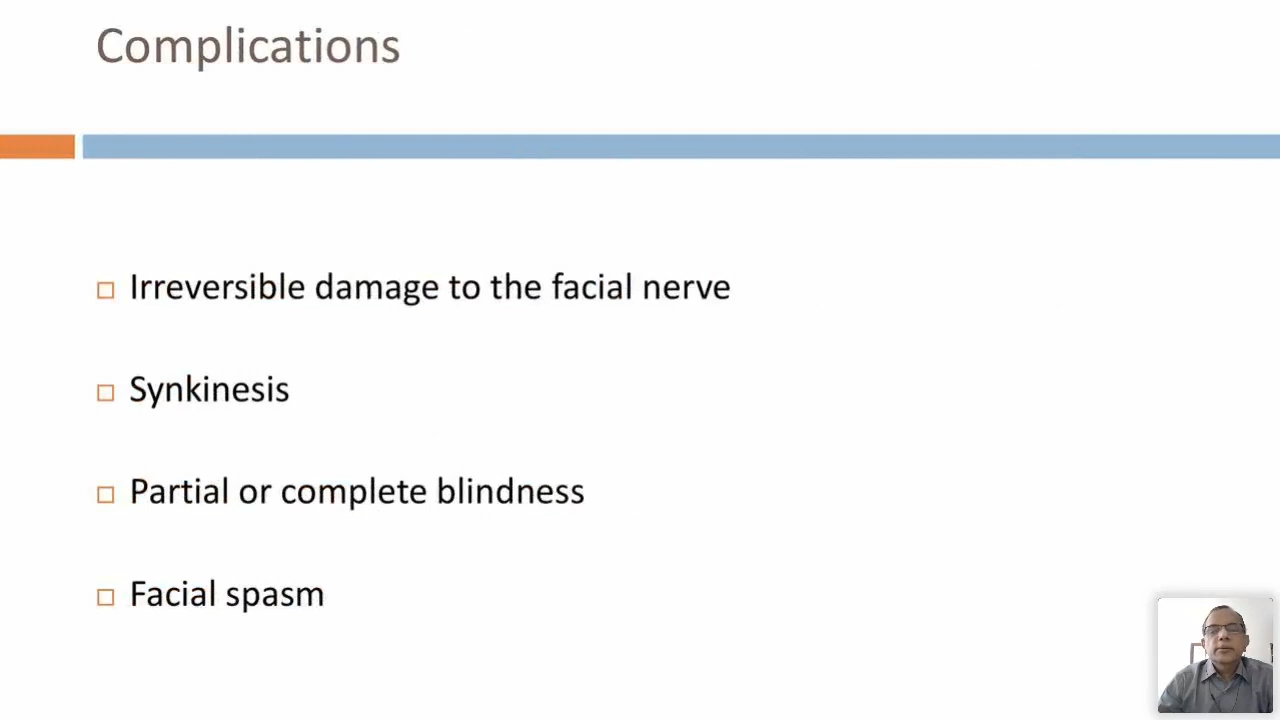 Complications
Irreversible damage to the facial nerve
Synkinesis
Partial or complete blindness
Facial spasm